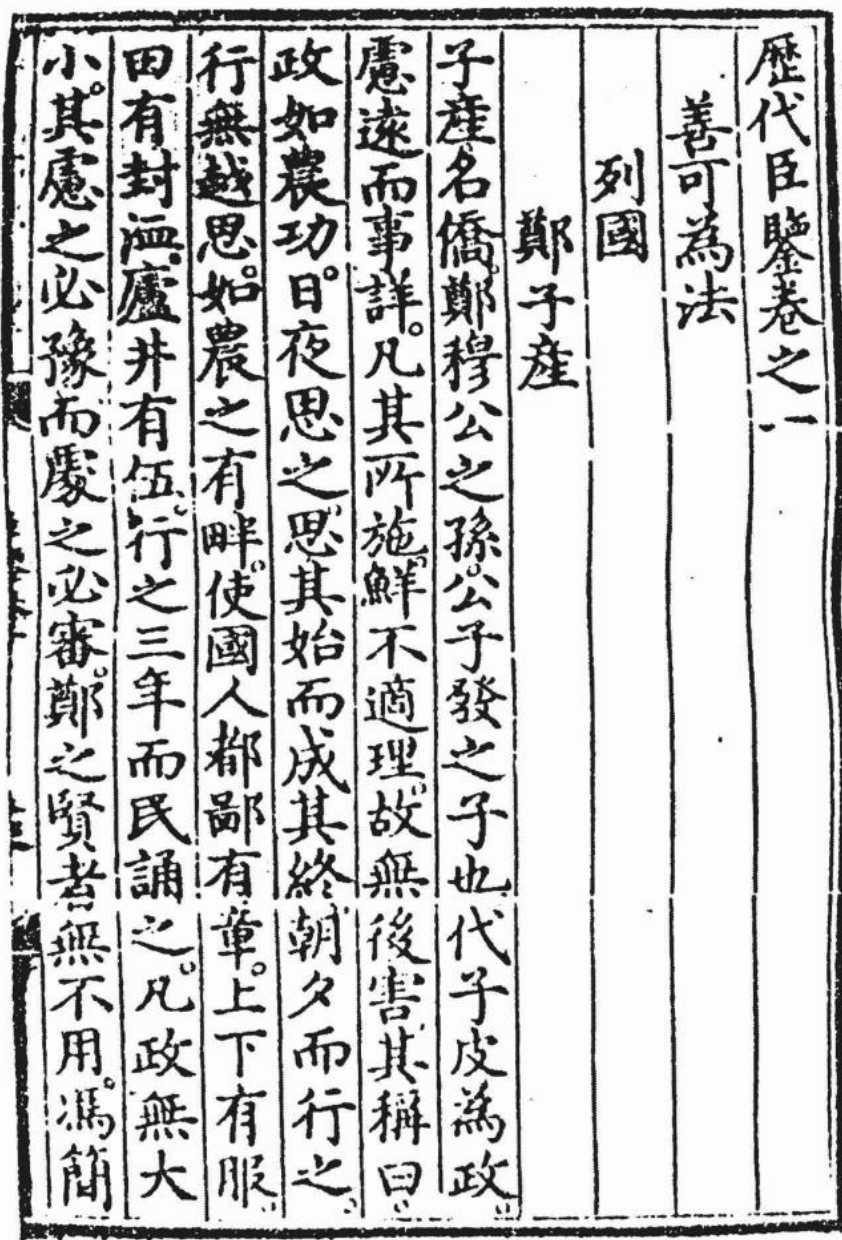 歷代臣鑒卷之一
善可為法
列國
鄭子產
子產名僑。鄭穆公之孫。公子發之子也代子皮為政。
慮遠而事詳。凡其所施。鮮不適理。故無後害。其稱曰。
政如農功。日夜思之。思其始而成其終。朝夕而行之。
行無越思。如農之有畔。使國人都鄙有章。上下有服。
田有封洫。廬井有伍。行之三年而民誦之。凡政無大
小。其慮之必豫而處之必審。鄭之賢者無不用。馮簡